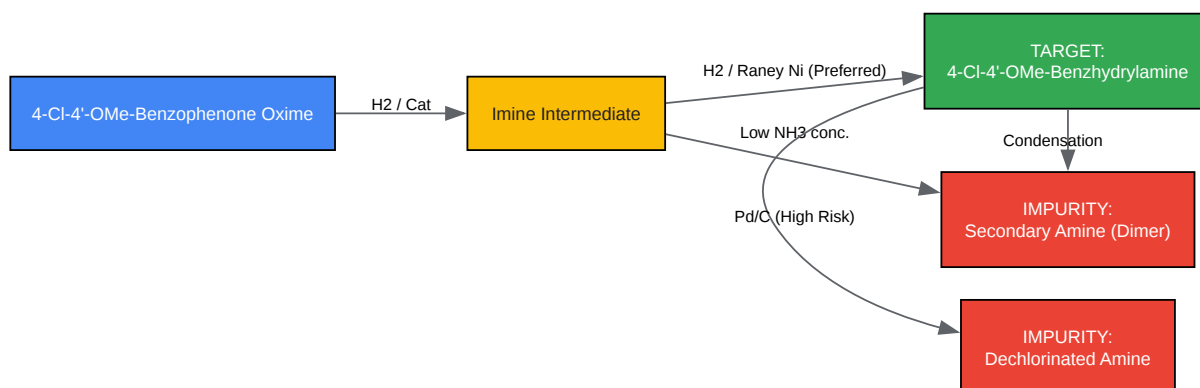 4-Cl-4'-OMe-Benzophenone Oxime
H2 / Cat
Imine Intermediate
H2 / Raney Ni (Preferred)
TARGET:
4-Cl-4'-OMe-Benzhydrylamine
Low NH3 conc.
Condensation
IMPURITY:
Secondary Amine (Dimer)
Pd/C (High Risk)
IMPURITY:
Dechlorinated Amine